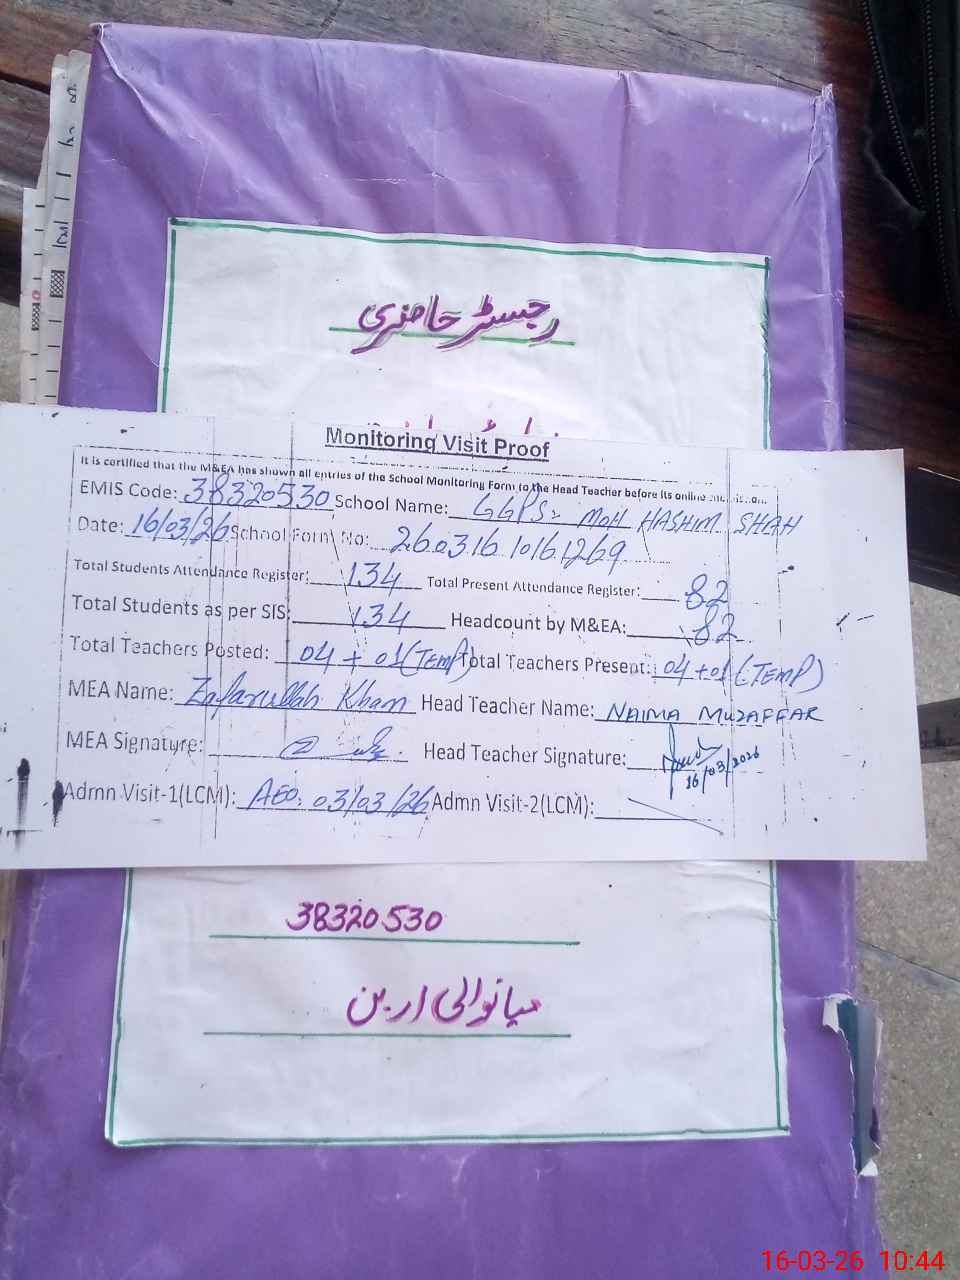 رجسٹر حاضری
Monitoring Visit Proof
It is certified that the M&EA has shown all entries of the School Monitoring Form to the Head Teacher before its online
EMIS Code: 38320530 School Name: GGPS MOH HASHIM SHAH
Date: 16/03/26 School Form No: 260316 10161269
Total Students Attendance Register: 134 Total Present Attendance Register: 82
Total Students as per SIS: 134 Headcount by M&EA: 82
Total Teachers Posted: 04 + 01 (TEMP) Total Teachers Present: 04 + 01 (TEMP)
MEA Name: Zafarullah Khan Head Teacher Name: NAIMA MUZAFFAR
MEA Signature: Head Teacher Signature:
16/03/2026
Admn Visit-1(LCM): AEO. 03/03/26 Admn Visit-2(LCM):
38320530
میانوالی اربن
16-03-26 10:44